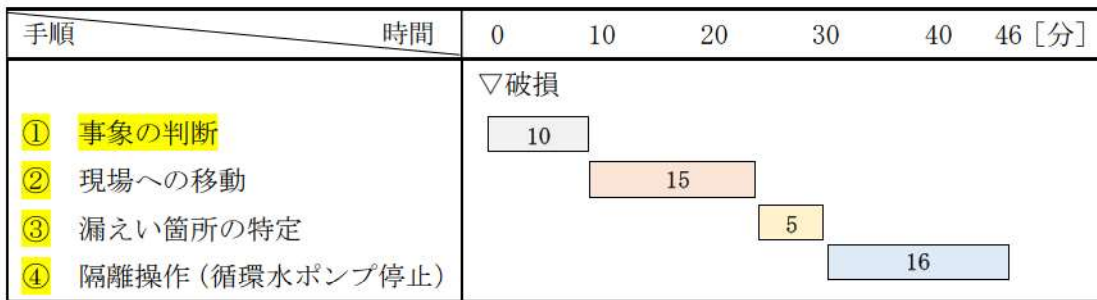 手順 時間 0 10 20 30 40 46［分］
▽破損
① 事象の判断 10
② 現場への移動 15
③ 漏えい箇所の特定 5
④ 隔離操作（循環水ポンプ停止） 16